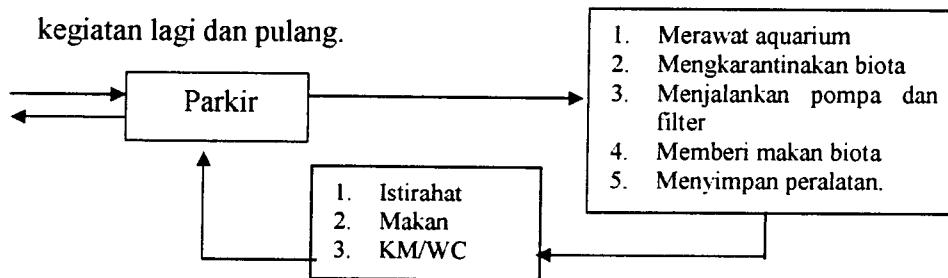 kegiatan lagi dan pulang.
Parkir
1. Merawat aquarium
2. Mengkarantinakan biota
3. Menjalankan pompa dan
filter
4. Memberi makan biota
5. Menyimpan peralatan.
1. Istirahat
2. Makan
3. KM/WC